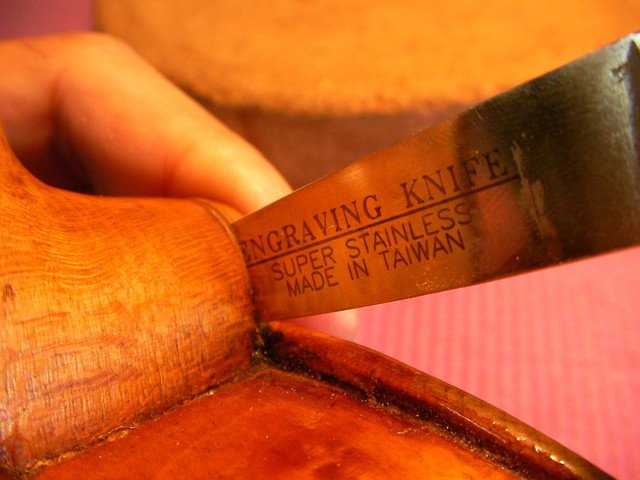 ENGRAVING KNIFE
SUPER STAINLESS
MADE IN TAIWAN